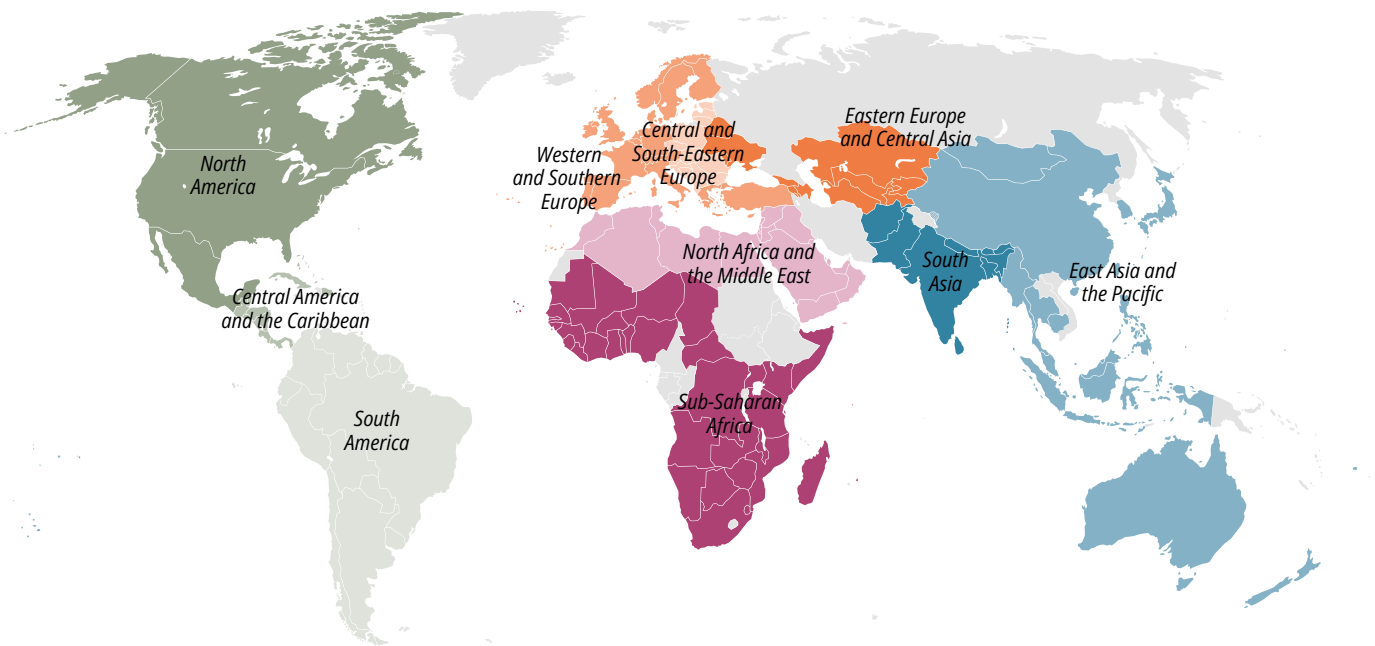 North
America
Central America
and the Caribbean
South
America
Western
and Southern
Europe
Central and
South-Eastern
Europe
Eastern Europe
and Central Asia
North Africa and
the Middle East
Sub-Saharan
Africa
South
Asia
East Asia and
the Pacific